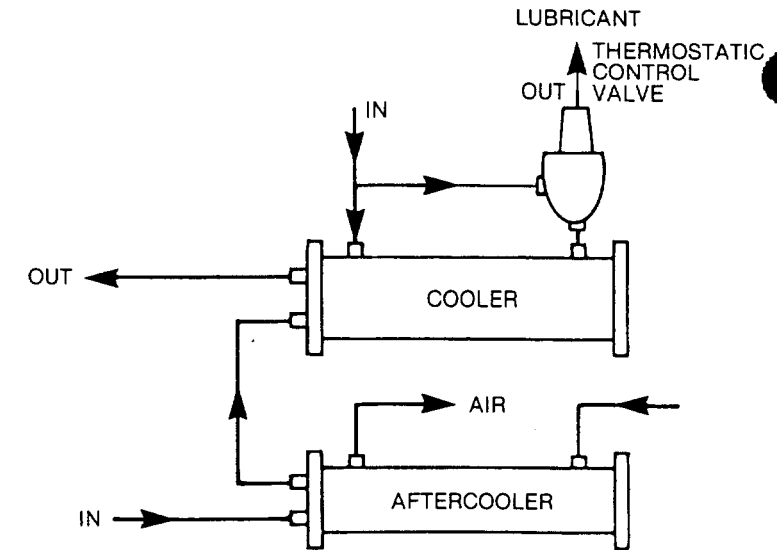 LUBRICANT
THERMOSTATIC
CONTROL
VALVE
OUT
IN
OUT
COOLER
AIR
AFTERCOOLER
IN